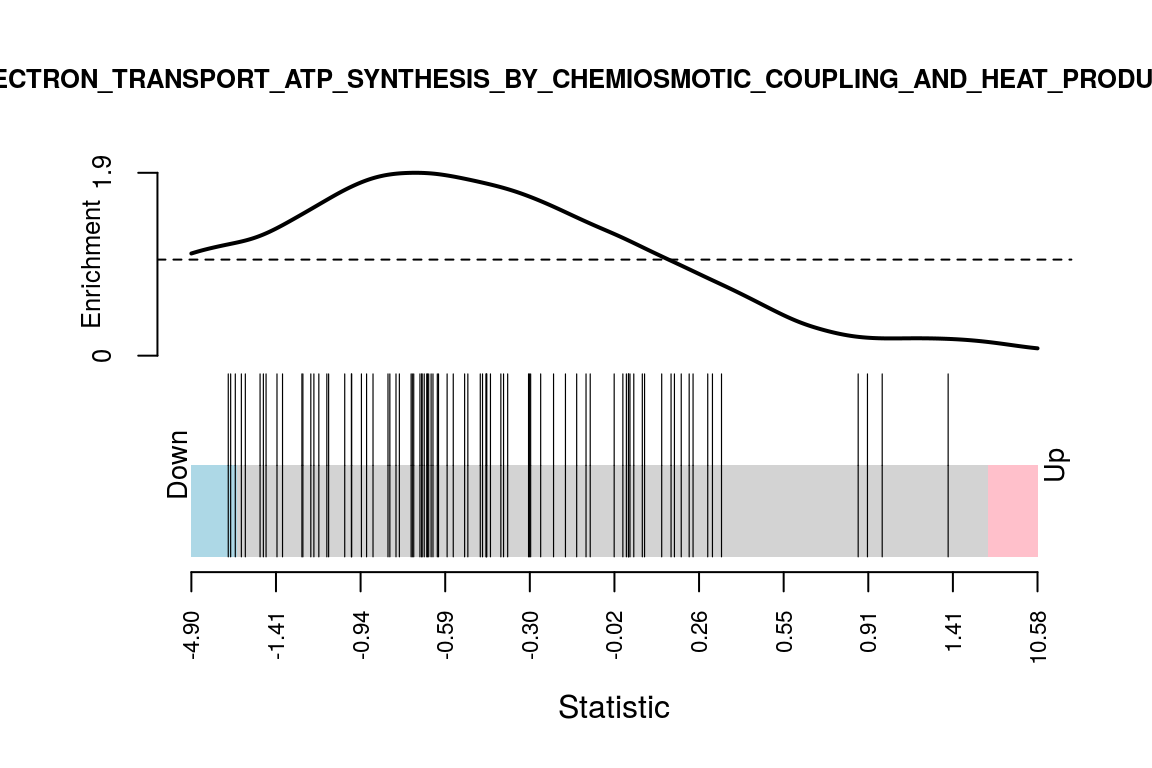 ECTRON_TRANSPORT_ATP_SYNTHESIS_BY_CHEMIOSMOTIC_COUPLING_AND_HEAT_PRODU
Enrichment
1.9
0
Down
Up
-4.90
-1.41
-0.94
-0.59
-0.30
-0.02
0.26
0.55
0.91
1.41
10.58
Statistic